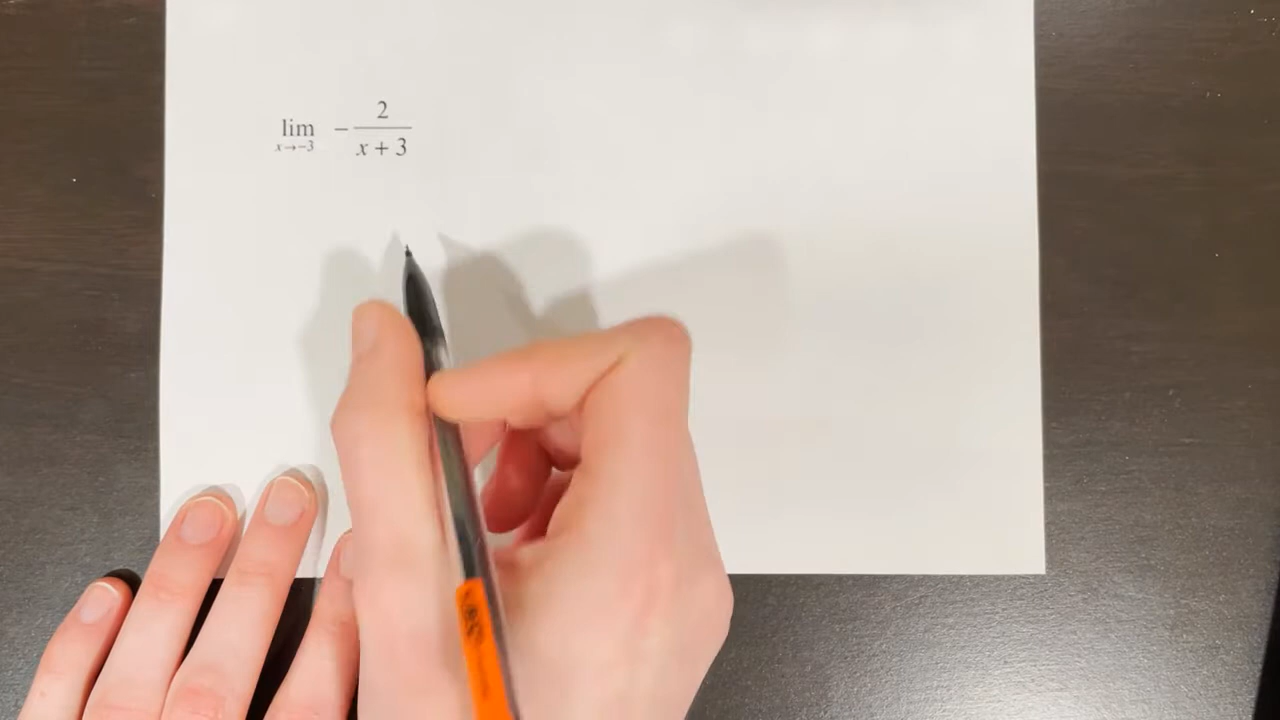 lim x→−3 − 2/(x + 3)